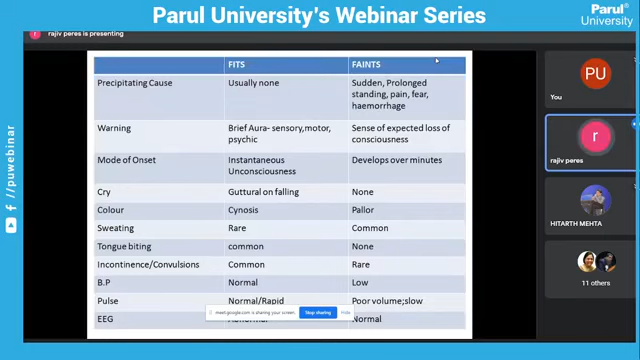 Parul University's Webinar Series
Parul®
University
r rajiv peres is presenting
FITS FAINTS
Precipitating Cause Usually none Sudden, Prolonged
standing, pain, fear,
haemorrhage
Warning Brief Aura- sensory,motor, Sense of expected loss of
psychic consciousness
Mode of Onset Instantaneous Develops over minutes
Unconsciousness
Cry Guttural on falling None
Colour Cynosis Pallor
Sweating Rare Common
Tongue biting common None
Incontinence/Convulsions Common Rare
B.P Normal Low
Pulse Normal/Rapid Poor volume;slow
EEG Normal
meet.google.com is sharing your screen. Stop sharing Hide
PU
You
r
rajiv peres
HITARTH MEHTA
11 others
/puwebinar